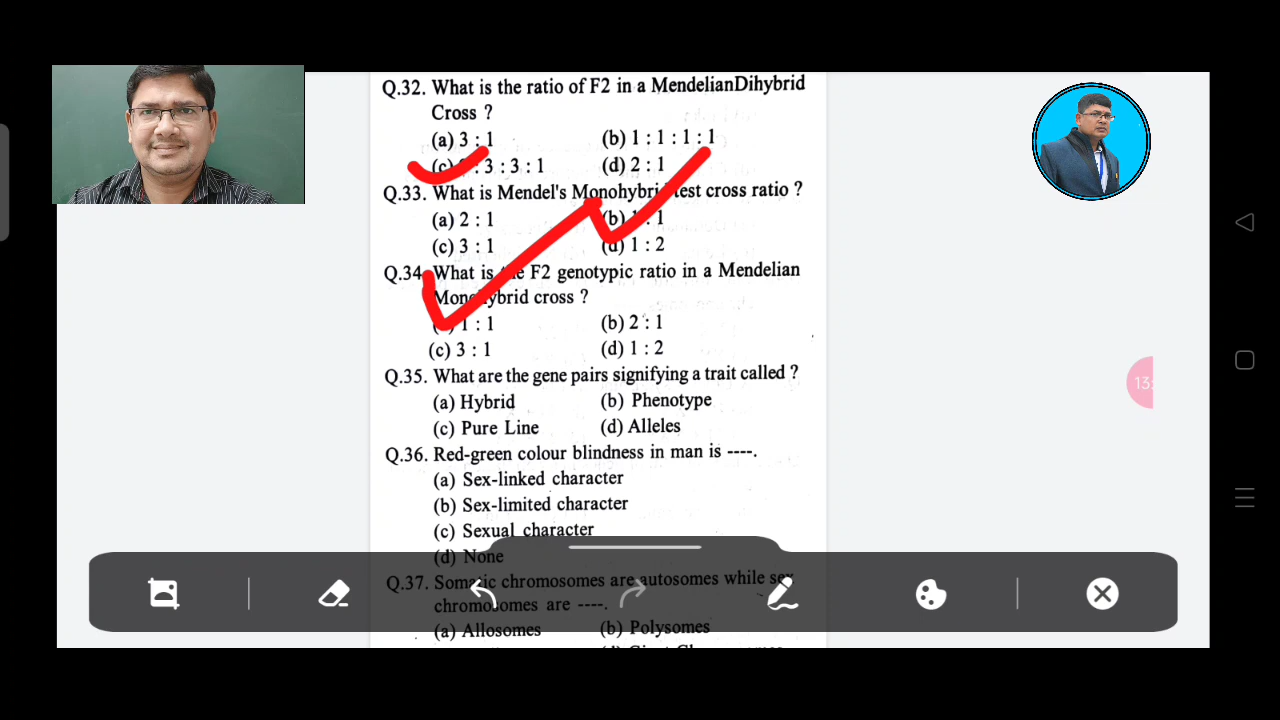 Q.32. What is the ratio of F2 in a MendelianDihybrid
Cross ?
(a) 3 : 1 (b) 1 : 1 : 1 : 1
: 3 : 3 : 1 (d) 2 : 1
Q.33. What is Mendel's test cross ratio ?
(a) 2 : 1 (b) : 1
(c) 3 : 1 (d) 1 : 2
Q.34. What is F2 genotypic ratio in a Mendelian
Monohybrid cross ?
1 : 1 (b) 2 : 1
(c) 3 : 1 (d) 1 : 2
Q.35. What are the gene pairs signifying a trait called ?
(a) Hybrid (b) Phenotype
(c) Pure Line (d) Alleles
Q.36. Red-green colour blindness in man is ----.
(a) Sex-linked character
(b) Sex-limited character
(c) Sexual character
(d) None
Q.37. Somatic chromosomes are autosomes while sex
chromosomes are ----.
(a) Allosomes (b) Polysomes